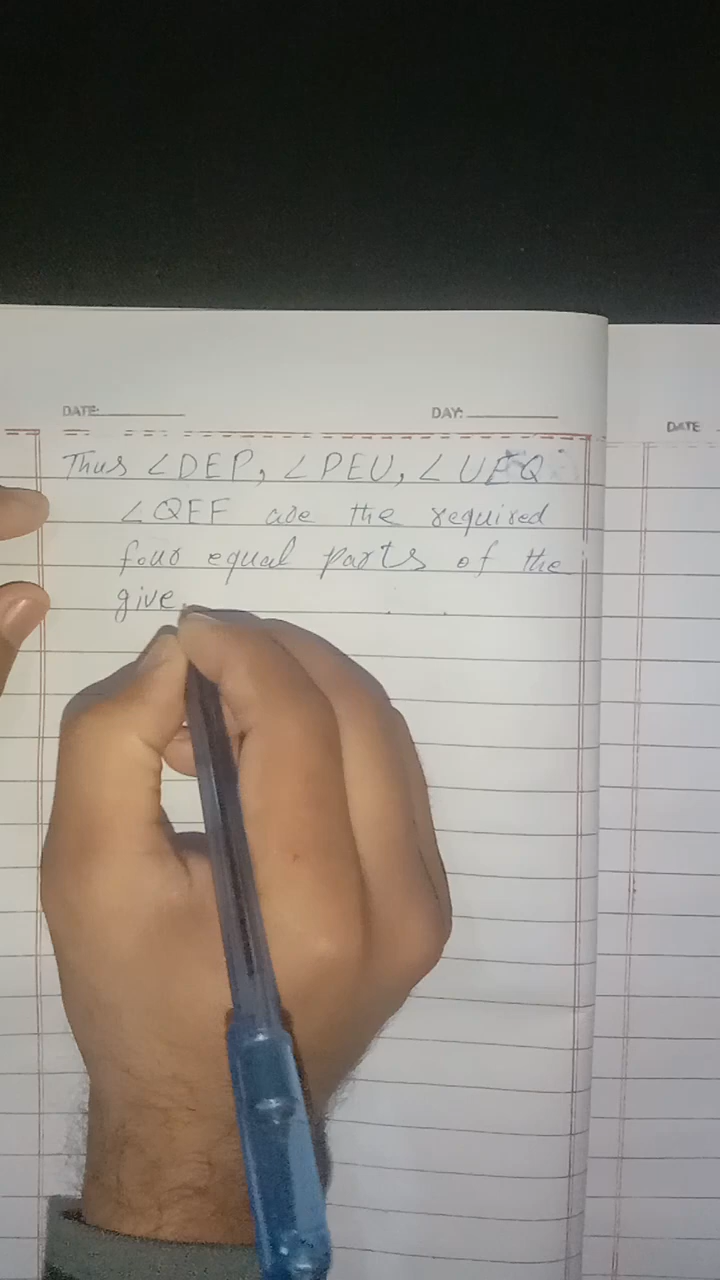 DATE: DAY:
DATE
Thus ∠DEP, ∠PEU, ∠UEQ
∠QEF are the required
four equal parts of the
give